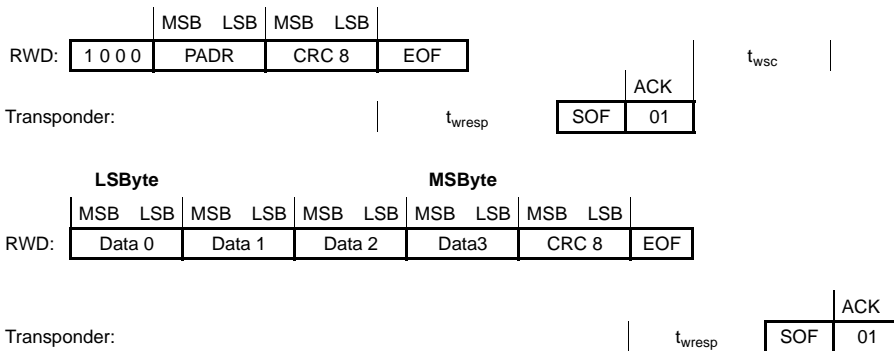 MSB LSB MSB LSB
RWD: 1 0 0 0 PADR CRC 8 EOF
t_wsc
ACK
Transponder: t_wresp SOF 01
LSByte MSByte
MSB LSB MSB LSB MSB LSB MSB LSB MSB LSB
RWD: Data 0 Data 1 Data 2 Data3 CRC 8 EOF
ACK
Transponder: t_wresp SOF 01